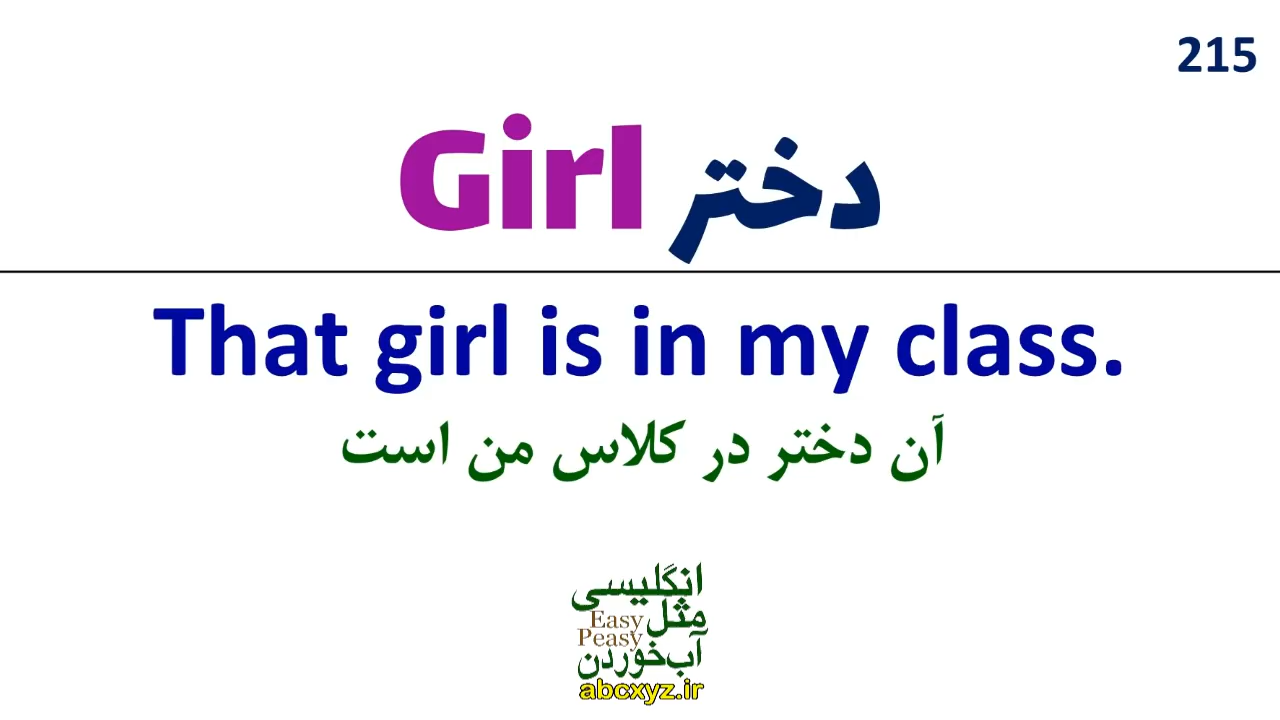 215
Girl دختر
That girl is in my class.
آن دختر در کلاس من است
انگلیسی
مثل
Easy
Peasy
آب‌خوردن
abcxyz.ir